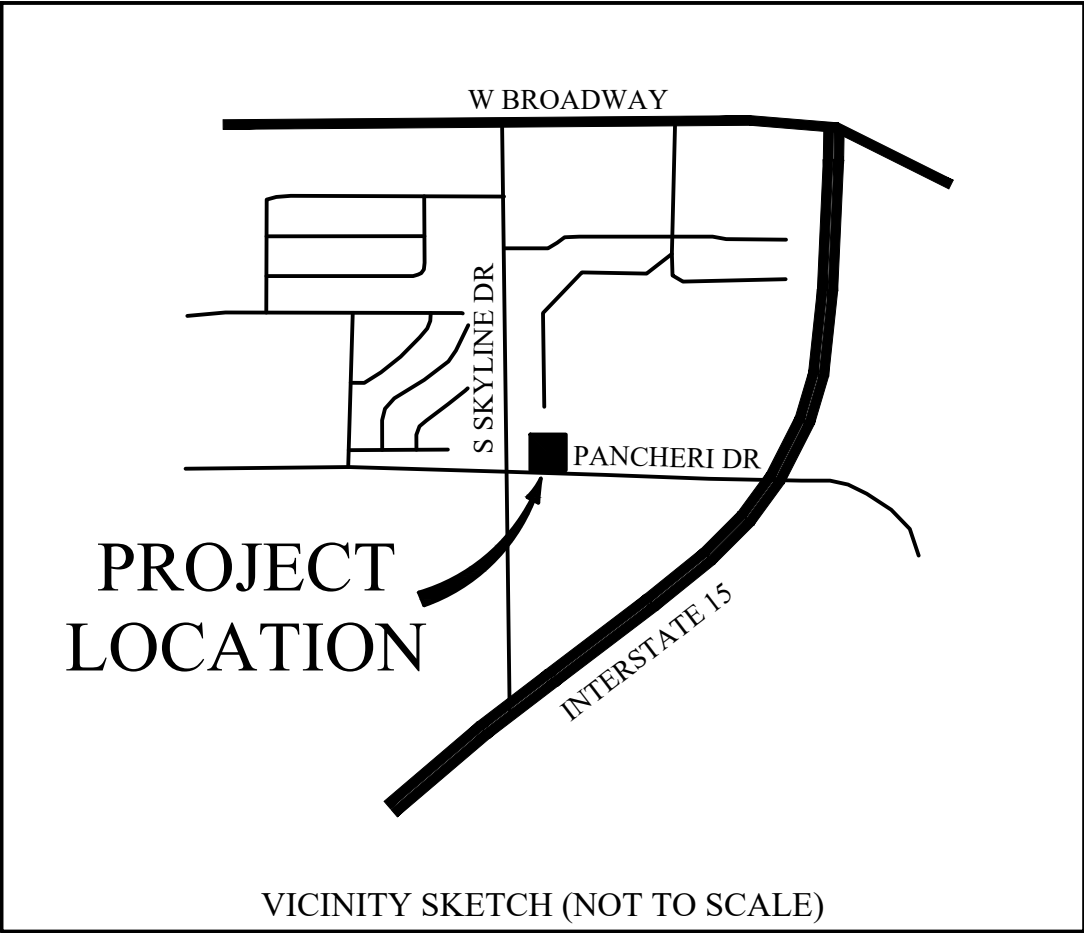 W BROADWAY
S SKYLINE DR
PANCHERI DR
PROJECT
LOCATION
INTERSTATE 15
VICINITY SKETCH (NOT TO SCALE)